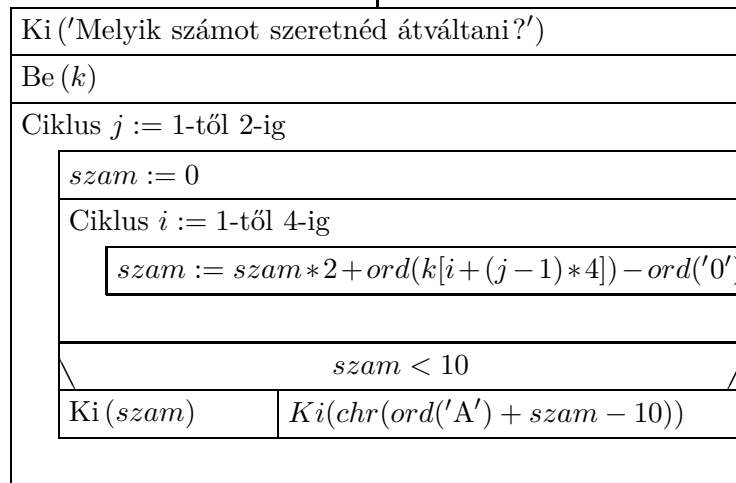 Ki ('Melyik számot szeretnéd átváltani?')
Be (k)
Ciklus j := 1-től 2-ig
szam := 0
Ciklus i := 1-től 4-ig
szam := szam*2+ord(k[i+(j−1)*4])−ord('0')
szam < 10
Ki (szam) Ki(chr(ord('A') + szam − 10))